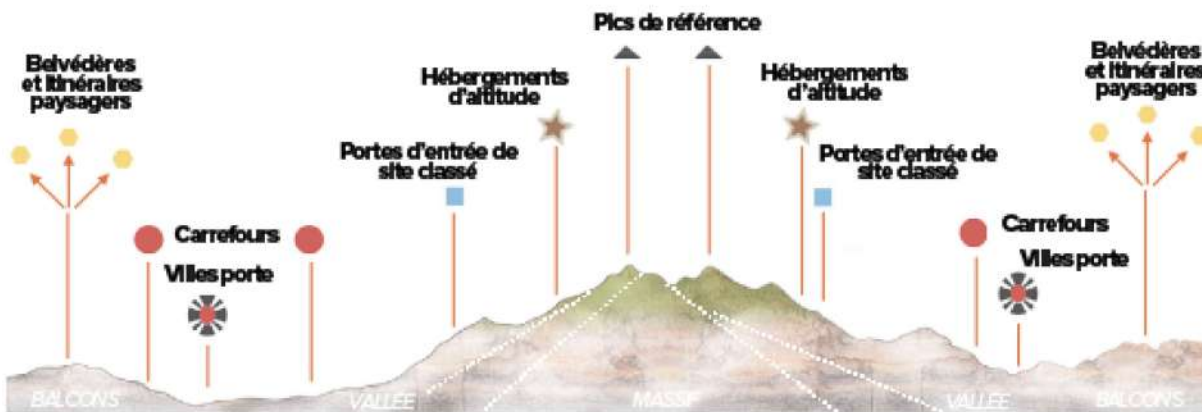 Pics de référence
Belvédères
et itinéraires
paysagers
Hébergements
d'altitude
Hébergements
d'altitude
Belvédères
et itinéraires
paysagers
Portes d'entrée de
site classé
Portes d'entrée de
site classé
Carrefours
Villes porte
Carrefours
Villes porte
BALCONS
VALLÉE
MASSIF
VALLÉE
BALCONS